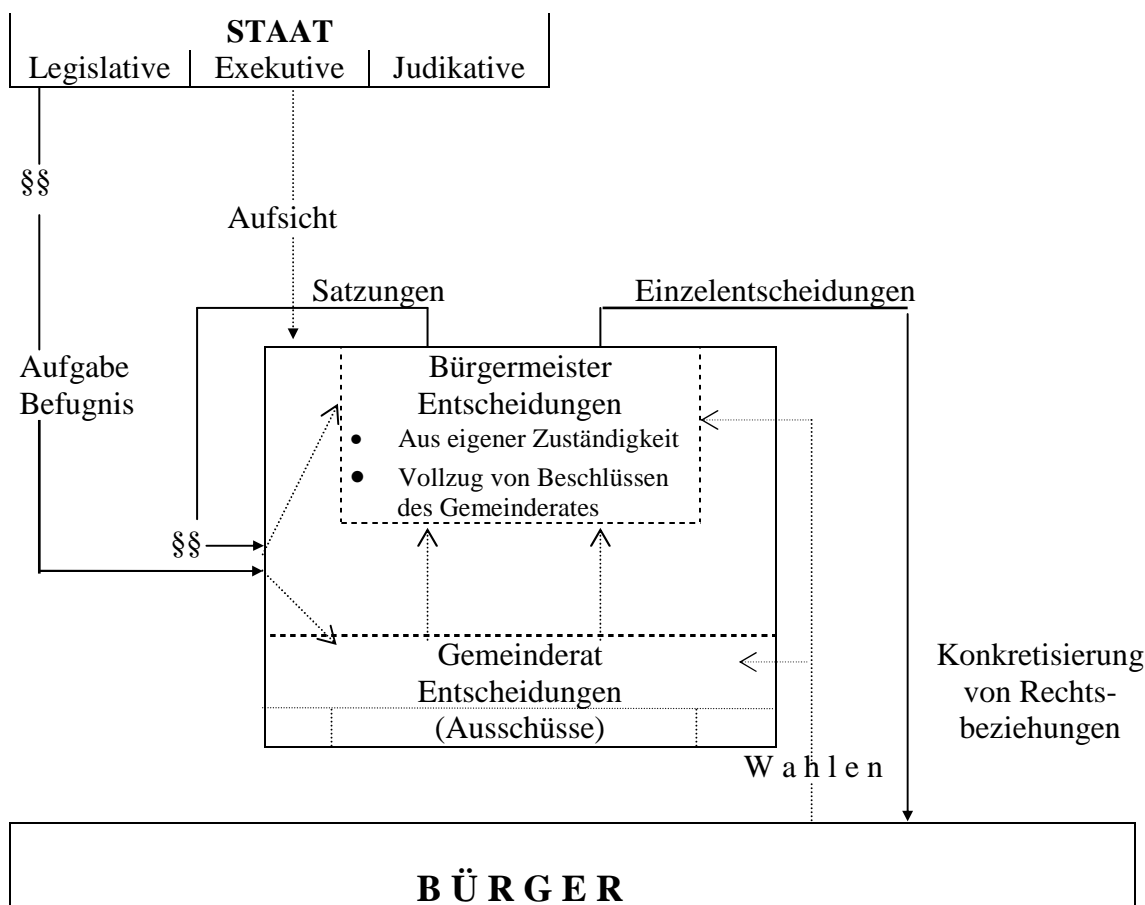 STAAT
Legislative Exekutive Judikative
§§
Aufsicht
Satzungen
Einzelentscheidungen
Aufgabe
Befugnis
Bürgermeister
Entscheidungen
• Aus eigener Zuständigkeit
• Vollzug von Beschlüssen
des Gemeinderates
§§
Gemeinderat
Entscheidungen
(Ausschüsse)
Konkretisierung
von Rechts-
beziehungen
W a h l e n
B Ü R G E R